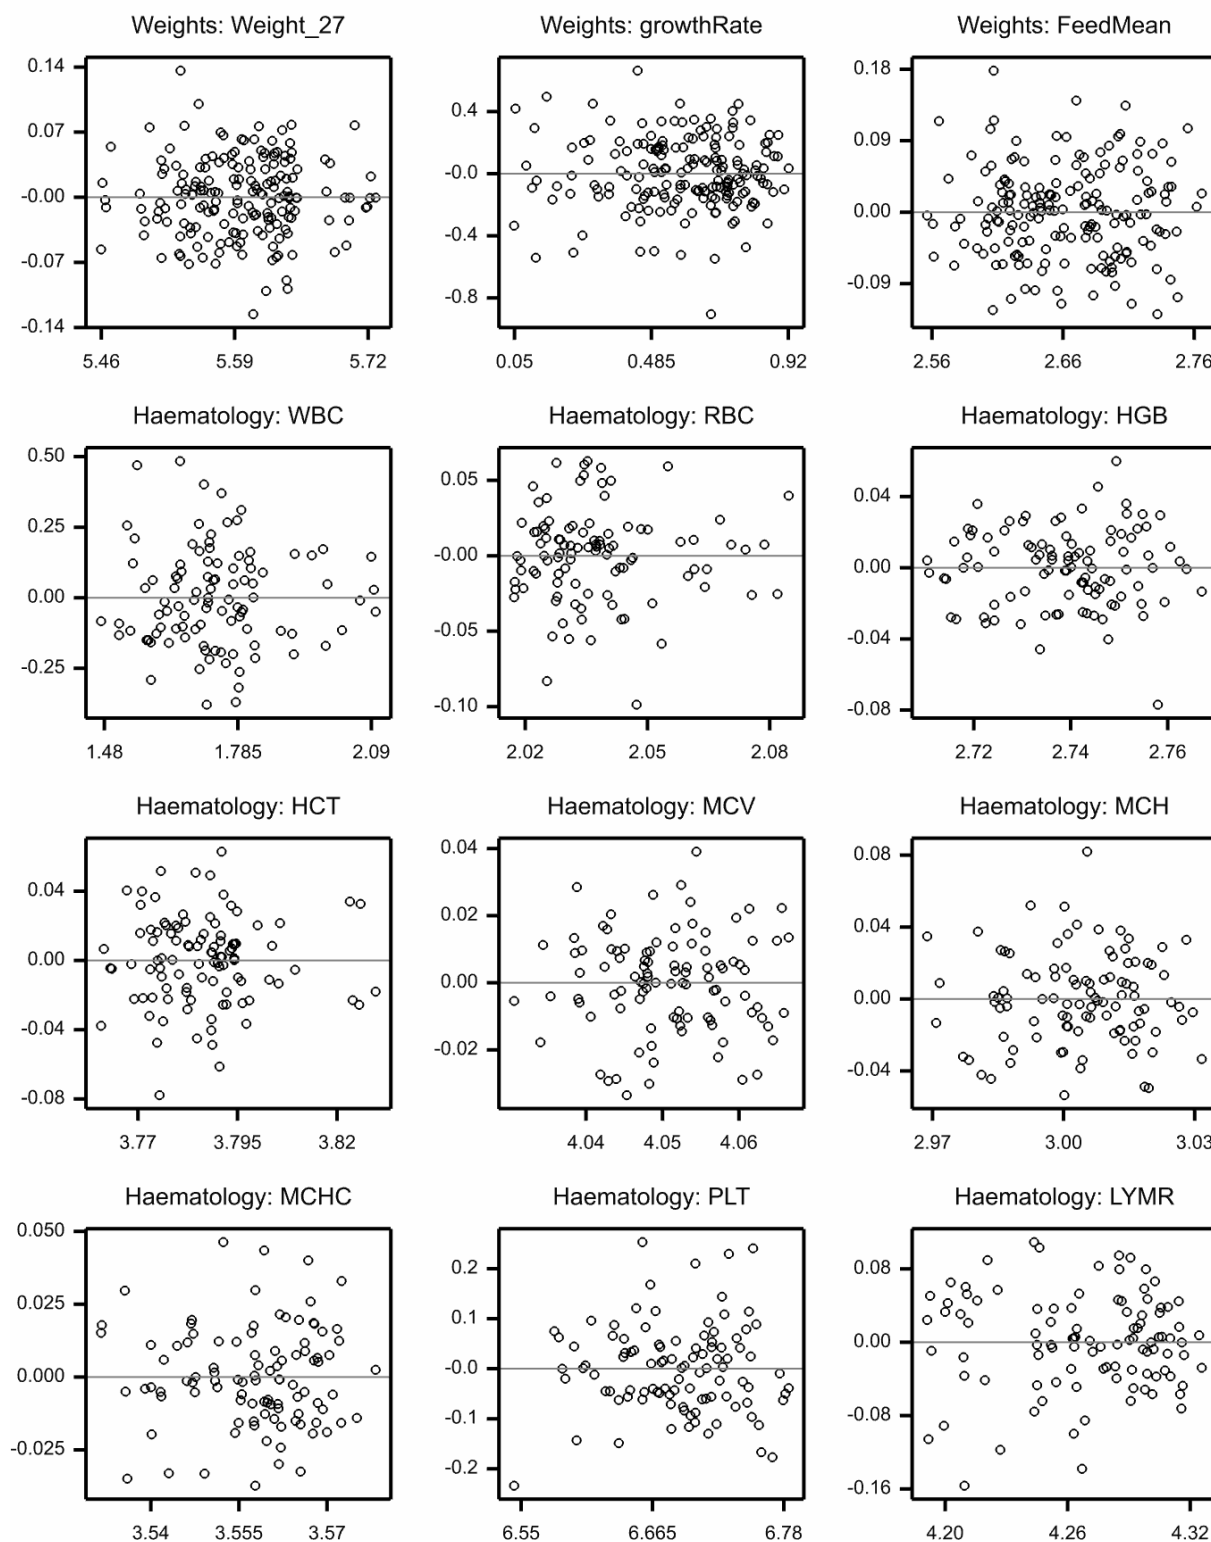 Weights: Weight_27 Weights: growthRate Weights: FeedMean
0.14 0.4 0.18
0.07 -0.0 0.09
-0.00 -0.4 0.00
-0.07 -0.8 -0.09
-0.14
5.46 5.59 5.72 0.05 0.485 0.92 2.56 2.66 2.76
Haematology: WBC Haematology: RBC Haematology: HGB
0.50 0.05 0.04
0.25 -0.00 0.00
0.00 -0.05 -0.04
-0.25 -0.10 -0.08
1.48 1.785 2.09 2.02 2.05 2.08 2.72 2.74 2.76
Haematology: HCT Haematology: MCV Haematology: MCH
0.04 0.04 0.08
0.00 0.02 0.04
-0.04 0.00 0.00
-0.08 -0.02 -0.04
3.77 3.795 3.82 4.04 4.05 4.06 2.97 3.00 3.03
Haematology: MCHC Haematology: PLT Haematology: LYMR
0.050 0.2 0.08
0.025 0.1 0.00
0.000 -0.0 -0.08
-0.025 -0.1 -0.16
-0.2
3.54 3.555 3.57 6.55 6.665 6.78 4.20 4.26 4.32